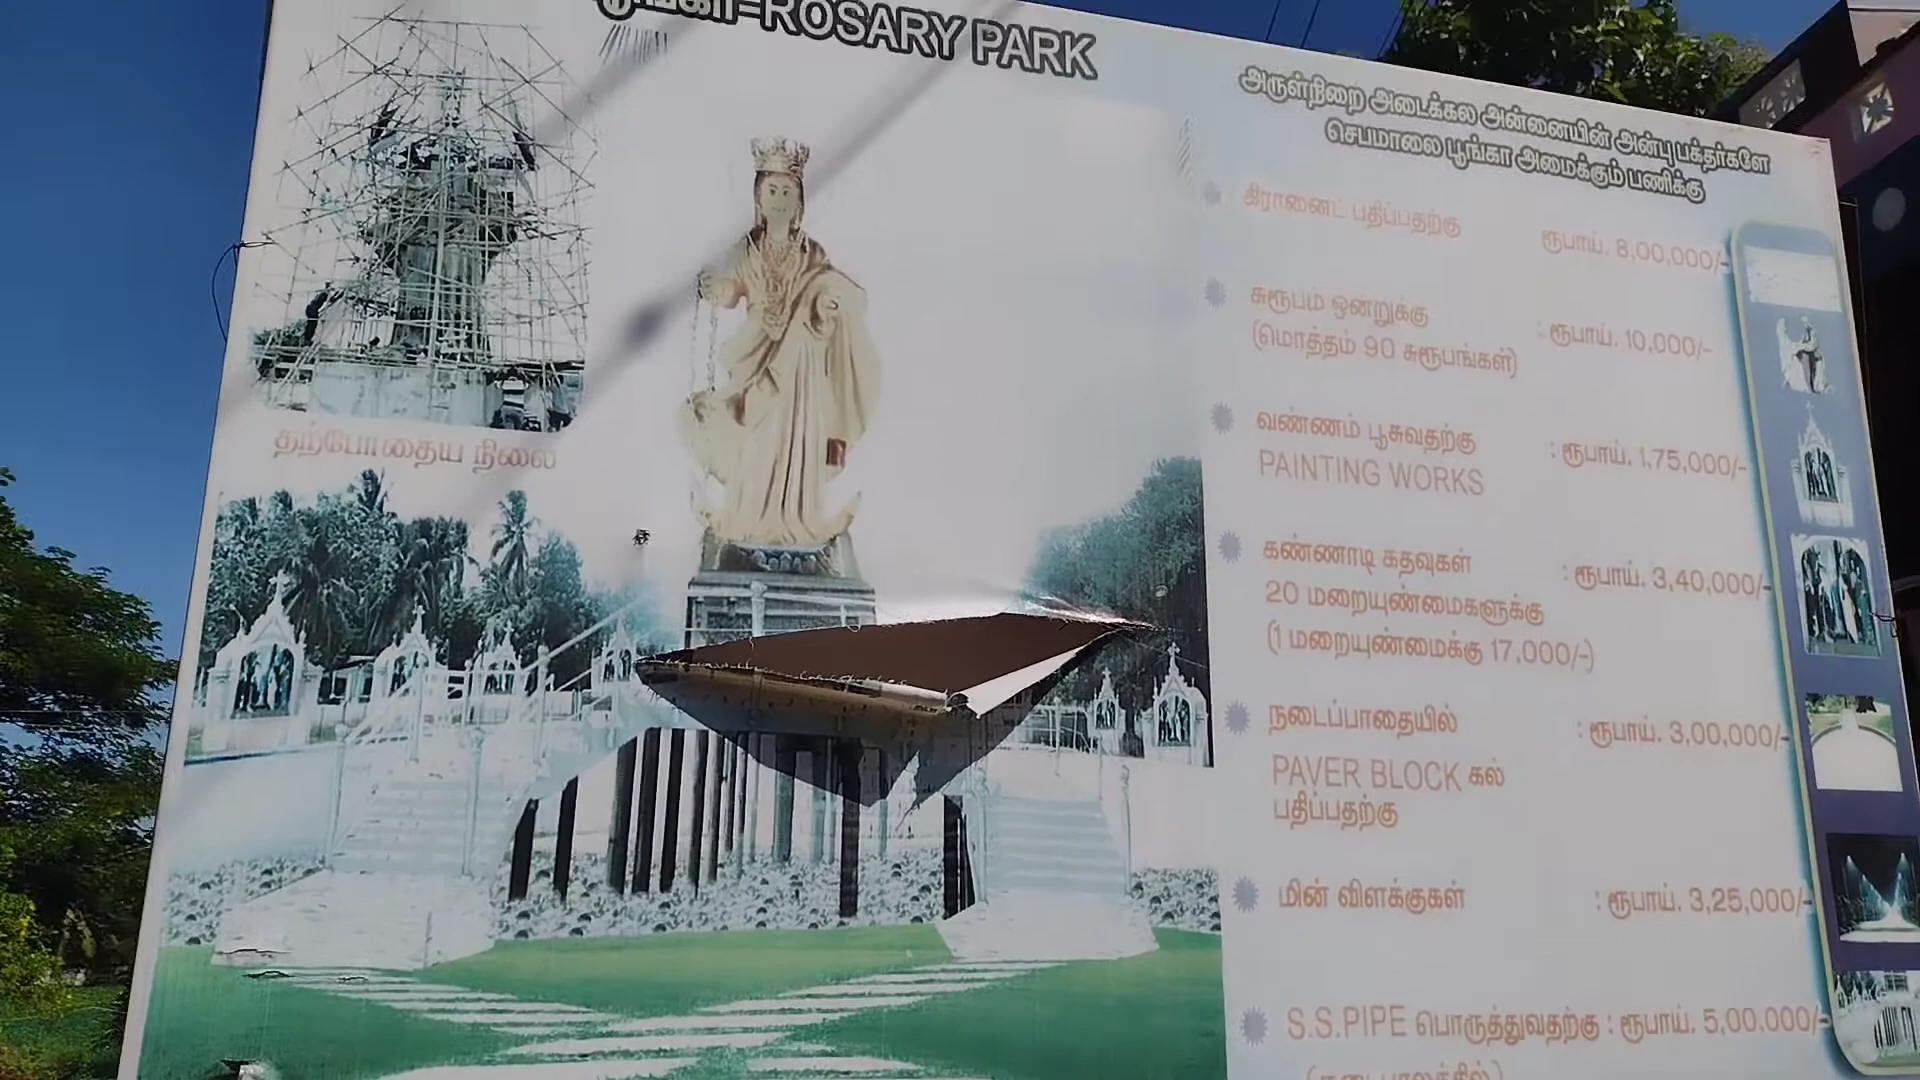 பூங்கா-ROSARY PARK
அருள்நிறை அடைக்கல அன்னையின் அன்பு பக்தர்களே
செபமாலை பூங்கா அமைக்கும் பணிக்கு
கிரானைட் பதிப்பதற்கு ரூபாய். 8,00,000/-
சுரூபம் ஒன்றுக்கு : ரூபாய். 10,000/-
(மொத்தம் 90 சுரூபங்கள்)
வண்ணம் பூசுவதற்கு : ரூபாய். 1,75,000/-
PAINTING WORKS
கண்ணாடி கதவுகள் : ரூபாய். 3,40,000/-
20 மறையுண்மைகளுக்கு
(1 மறையுண்மைக்கு 17,000/-)
நடைப்பாதையில் : ரூபாய். 3,00,000/-
PAVER BLOCK கல்
பதிப்பதற்கு
மின் விளக்குகள் : ரூபாய். 3,25,000/-
S.S.PIPE பொருத்துவதற்கு : ரூபாய். 5,00,000/-
தற்போதைய நிலை